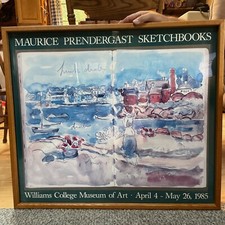 MAURICE PRENDERGAST SKETCHBOOKS
Williams College Museum of Art - April 4 - May 26, 1985